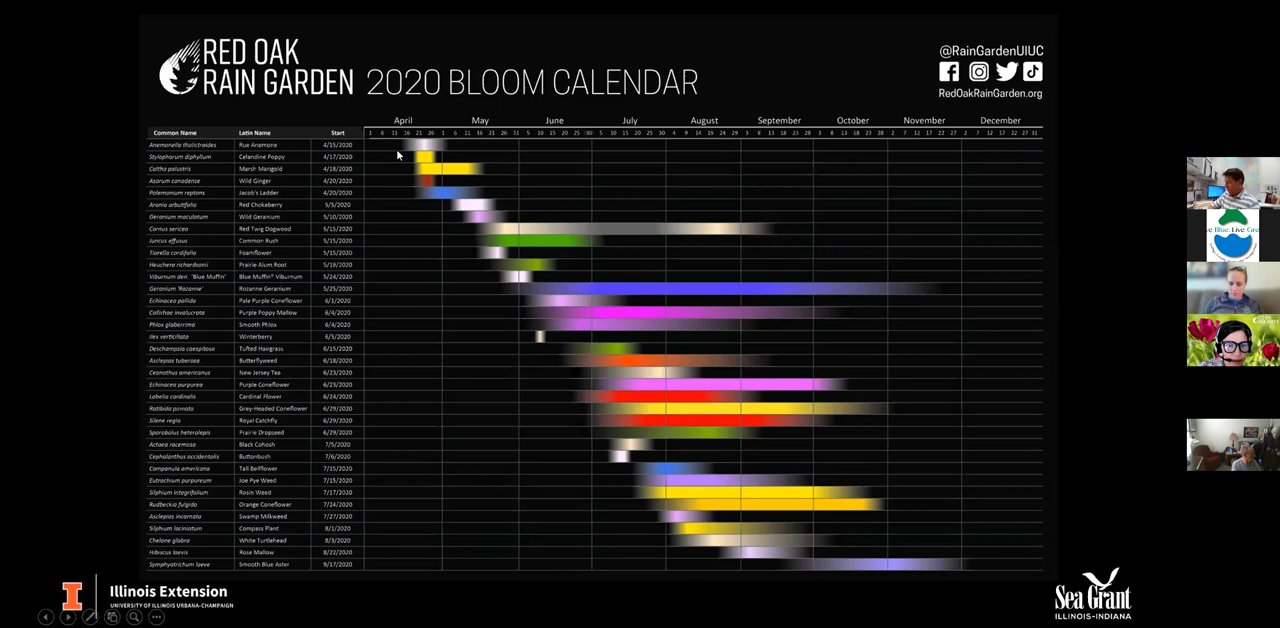 RED OAK
RAIN GARDEN 2020 BLOOM CALENDAR
@RainGardenUIUC
RedOakRainGarden.org
April May June July August September October November December
Common Name Latin Name Start
Anemonella thalictroides Rue Anemone 4/15/2020
Stylophorum diphyllum Celandine Poppy 4/17/2020
Caltha palustris Marsh Marigold 4/18/2020
Asarum canadense Wild Ginger 4/20/2020
Polemonium reptans Jacob's Ladder 4/20/2020
Aronia arbutifolia Red Chokeberry 5/5/2020
Geranium maculatum Wild Geranium 5/10/2020
Cornus sericea Red Twig Dogwood 5/15/2020
Juncus effusus Common Rush 5/15/2020
Tiarella cordifolia Foamflower 5/15/2020
Heuchera richardsonii Prairie Alum Root 5/19/2020
Viburnum den. 'Blue Muffin' Blue Muffin® Viburnum 5/24/2020
Geranium 'Rozanne' Rozanne Geranium 5/25/2020
Echinacea pallida Pale Purple Coneflower 6/1/2020
Callirhoe involucrata Purple Poppy Mallow 6/4/2020
Phlox glaberrima Smooth Phlox 6/4/2020
Ilex verticillata Winterberry 6/5/2020
Deschampsia caespitosa Tufted Hairgrass 6/15/2020
Asclepias tuberosa Butterflyweed 6/18/2020
Ceanothus americanus New Jersey Tea 6/23/2020
Echinacea purpurea Purple Coneflower 6/23/2020
Lobelia cardinalis Cardinal Flower 6/24/2020
Ratibida pinnata Grey-Headed Coneflower 6/29/2020
Silene regia Royal Catchfly 6/29/2020
Sporobolus heterolepis Prairie Dropseed 6/29/2020
Actaea racemosa Black Cohosh 7/5/2020
Cephalanthus occidentalis Buttonbush 7/6/2020
Campanula americana Tall Bellflower 7/15/2020
Eutrochium purpureum Joe Pye Weed 7/15/2020
Silphium integrifolium Rosin Weed 7/17/2020
Rudbeckia fulgida Orange Coneflower 7/24/2020
Asclepias incarnata Swamp Milkweed 7/27/2020
Silphium laciniatum Compass Plant 8/1/2020
Chelone glabra White Turtlehead 8/3/2020
Hibiscus laevis Rose Mallow 8/22/2020
Symphyotrichum laeve Smooth Blue Aster 9/17/2020
I Illinois Extension
UNIVERSITY OF ILLINOIS URBANA-CHAMPAIGN
Sea Grant
ILLINOIS-INDIANA